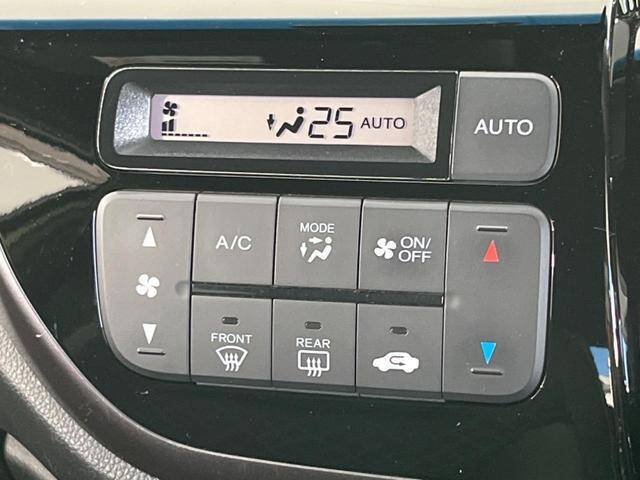 25 AUTO
AUTO
A/C
MODE
ON/
OFF
FRONT
REAR